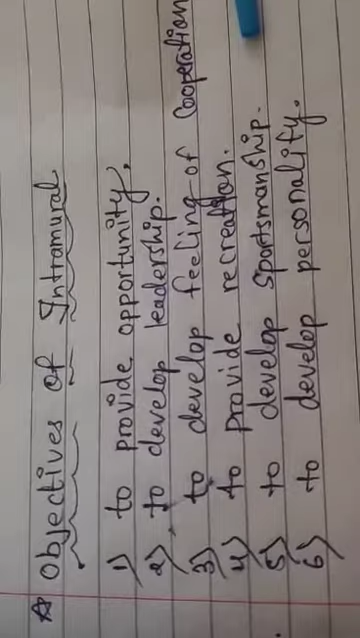 ☆ Objectives of Intramural
1) to provide opportunity.
2) to develop leadership.
3) to develop feeling of Cooperation
4) to provide recreation.
5) to develop Sportsmanship.
6) to develop personality.